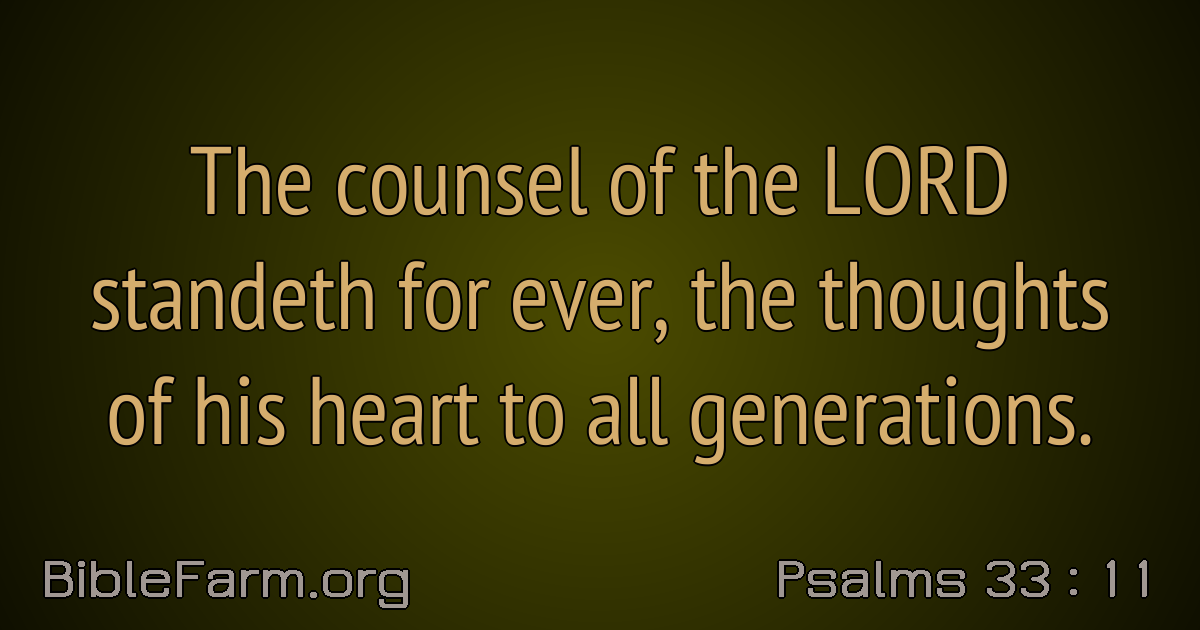 The counsel of the LORD
standeth for ever, the thoughts
of his heart to all generations.
BibleFarm.org
Psalms 33 : 11